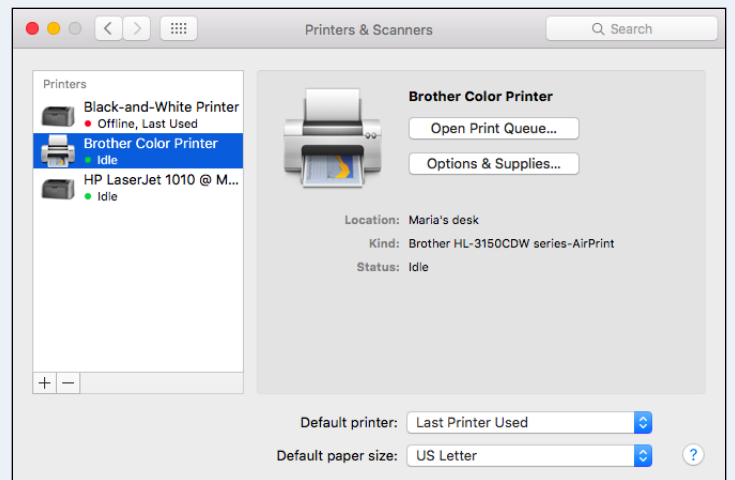 Printers & Scanners
Search
Printers
Black-and-White Printer
Offline, Last Used
Brother Color Printer
Idle
HP LaserJet 1010 @ M...
Idle
+ −
Brother Color Printer
Open Print Queue...
Options & Supplies...
Location: Maria's desk
Kind: Brother HL-3150CDW series-AirPrint
Status: Idle
Default printer: Last Printer Used
Default paper size: US Letter
?